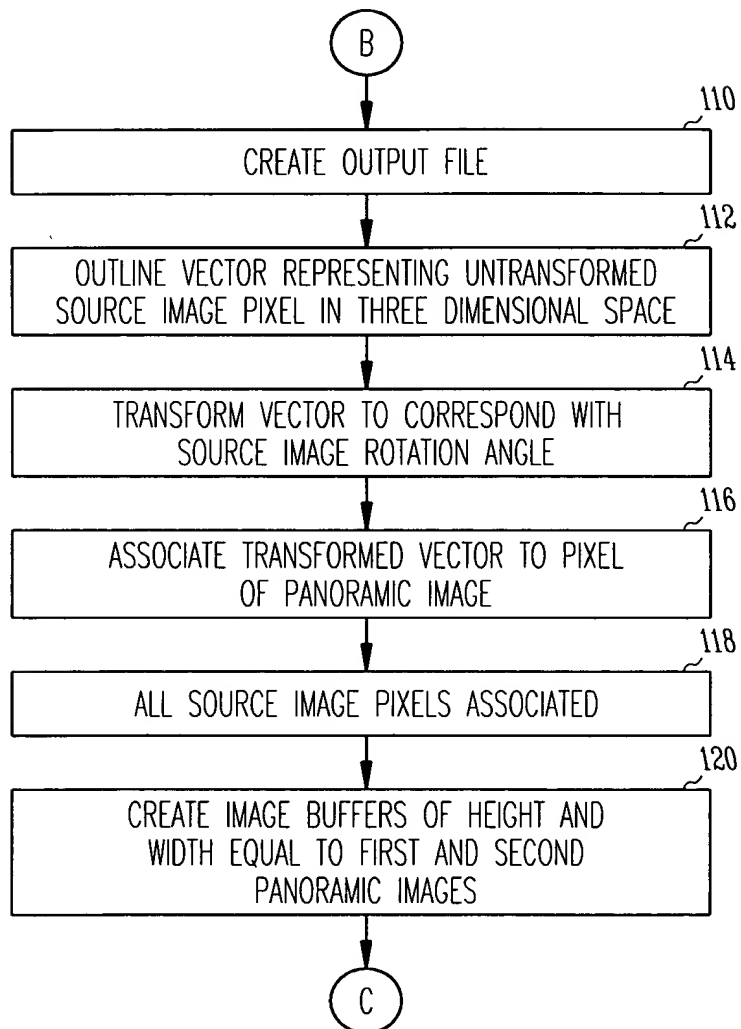 B
110
CREATE OUTPUT FILE
112
OUTLINE VECTOR REPRESENTING UNTRANSFORMED
SOURCE IMAGE PIXEL IN THREE DIMENSIONAL SPACE
114
TRANSFORM VECTOR TO CORRESPOND WITH
SOURCE IMAGE ROTATION ANGLE
116
ASSOCIATE TRANSFORMED VECTOR TO PIXEL
OF PANORAMIC IMAGE
118
ALL SOURCE IMAGE PIXELS ASSOCIATED
120
CREATE IMAGE BUFFERS OF HEIGHT AND
WIDTH EQUAL TO FIRST AND SECOND
PANORAMIC IMAGES
C